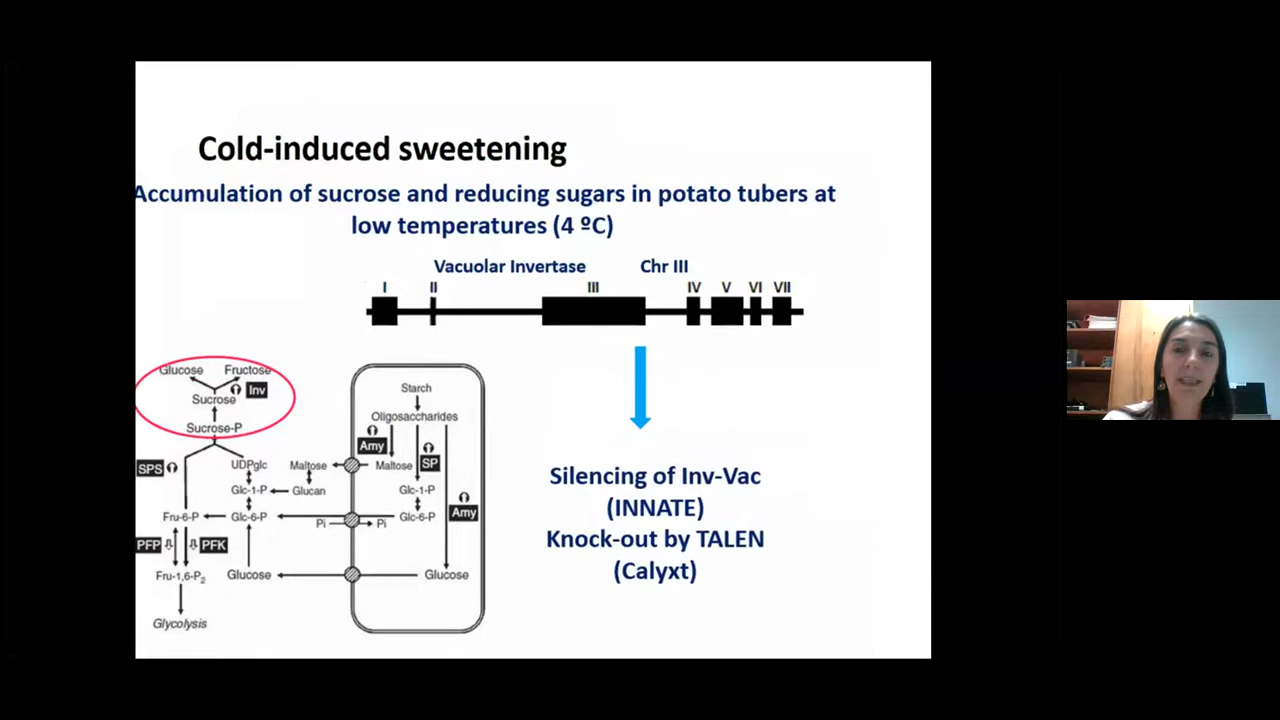 Cold-induced sweetening
Accumulation of sucrose and reducing sugars in potato tubers at
low temperatures (4 ºC)
Vacuolar Invertase Chr III
I II III IV V VI VII
Glucose Fructose
Inv
Sucrose
Sucrose-P
SPS
UDPglc
Glc-1-P
Fru-6-P
Glc-6-P
PFP
PFK
Fru-1,6-P₂
Glucose
Glycolysis
Maltose
Glucan
Pi Pi
Starch
Oligosaccharides
Amy
Maltose
SP
Glc-1-P
Glc-6-P
Amy
Glucose
Silencing of Inv-Vac
(INNATE)
Knock-out by TALEN
(Calyxt)